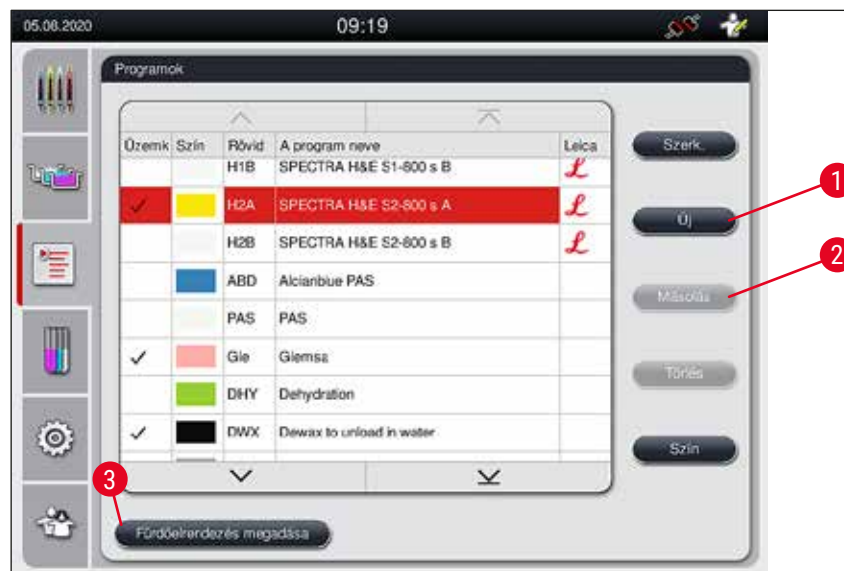 05.08.2020 09:19
Programok
Üzemk Szín Rövid A program neve Leica
H1B SPECTRA H&E S1-800 s B
H2A SPECTRA H&E S2-800 s A
H2B SPECTRA H&E S2-800 s B
ABD Alcianblue PAS
PAS PAS
Gie Giemsa
DHY Dehydration
DWX Dewax to unload in water
Szerk.
Új
Másolás
Törlés
Szín
Fürdőelrendezés megadása
1
2
3